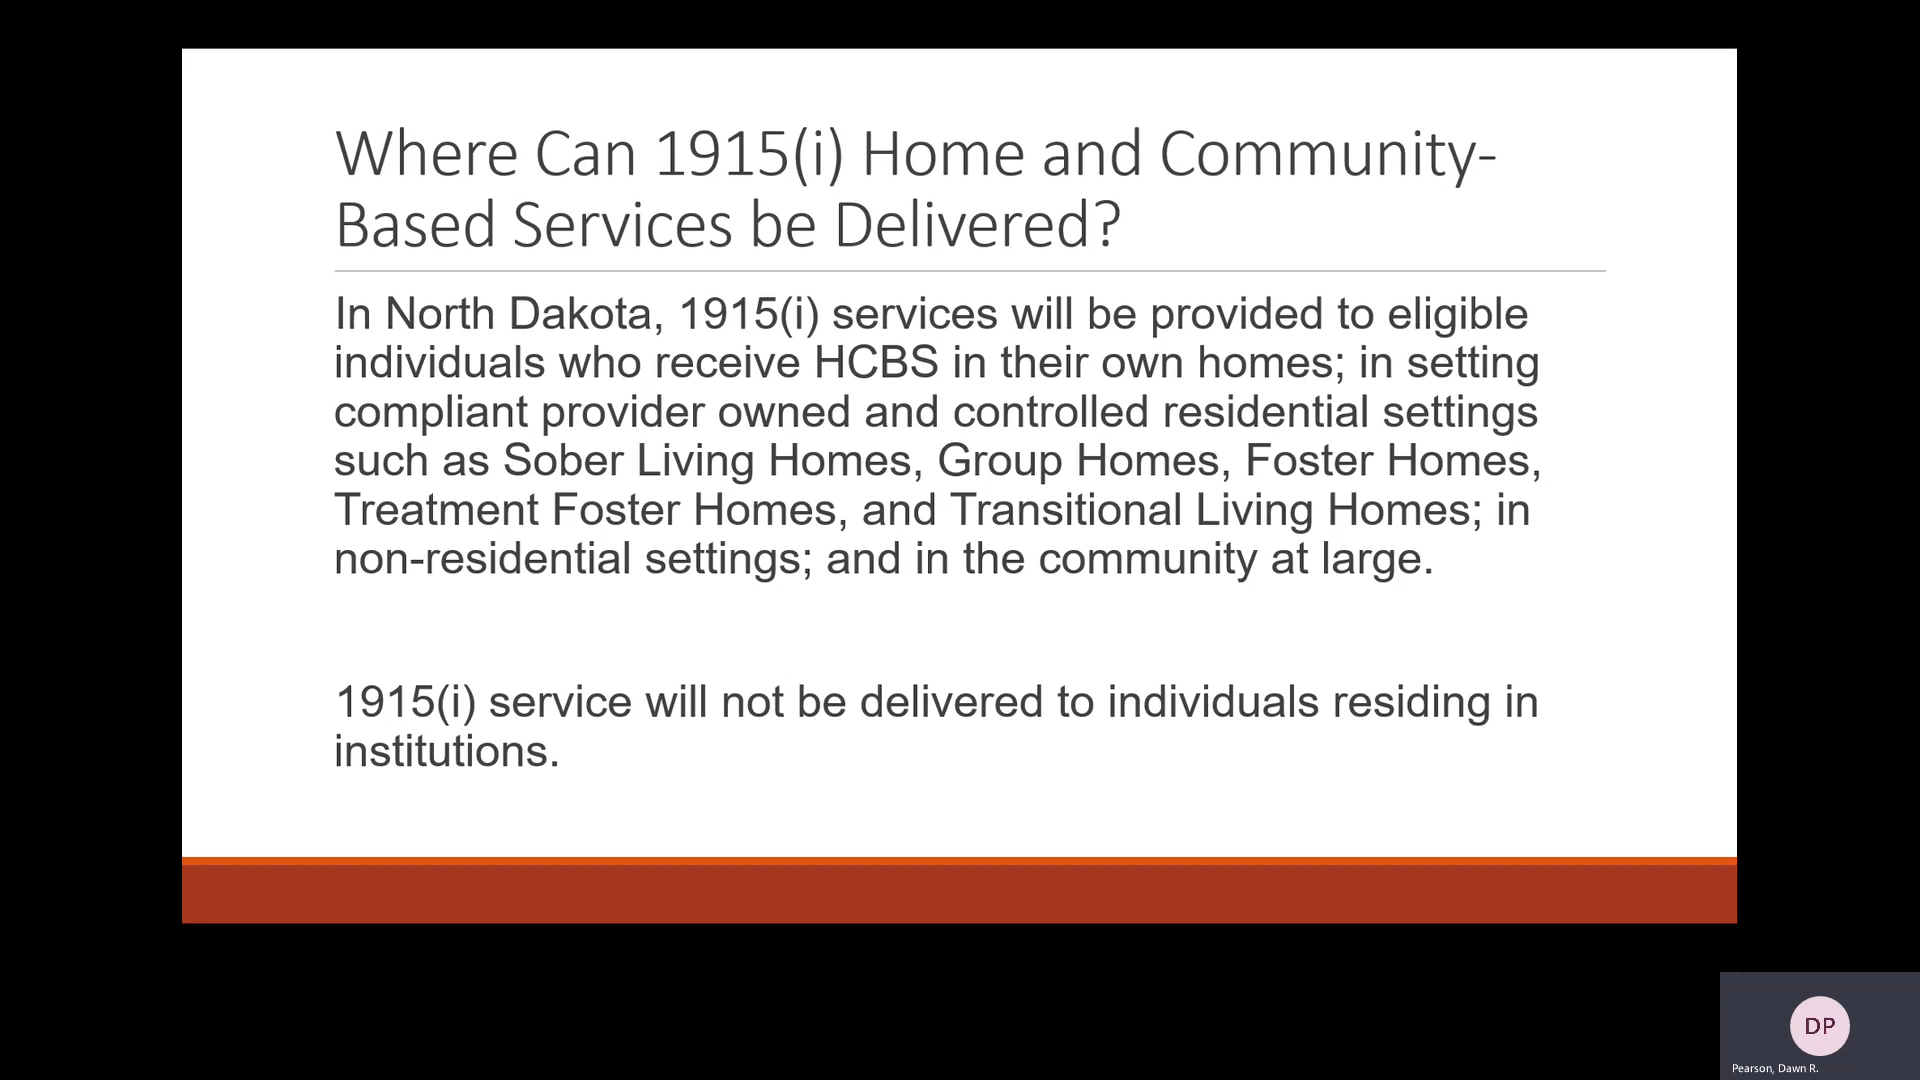 Where Can 1915(i) Home and Community-
Based Services be Delivered?
In North Dakota, 1915(i) services will be provided to eligible
individuals who receive HCBS in their own homes; in setting
compliant provider owned and controlled residential settings
such as Sober Living Homes, Group Homes, Foster Homes,
Treatment Foster Homes, and Transitional Living Homes; in
non-residential settings; and in the community at large.
1915(i) service will not be delivered to individuals residing in
institutions.
DP
Pearson, Dawn R.